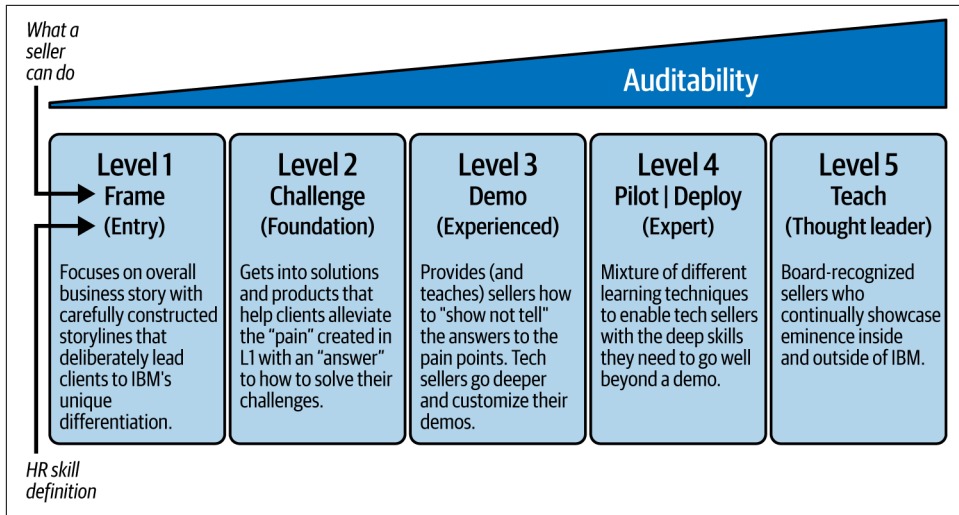 What a
seller
can do
Auditability
Level 1
Frame
(Entry)
Focuses on overall
business story with
carefully constructed
storylines that
deliberately lead
clients to IBM's
unique
differentiation.
Level 2
Challenge
(Foundation)
Gets into solutions
and products that
help clients alleviate
the “pain” created in
L1 with an “answer”
to how to solve their
challenges.
Level 3
Demo
(Experienced)
Provides (and
teaches) sellers how
to "show not tell"
the answers to the
pain points. Tech
sellers go deeper
and customize their
demos.
Level 4
Pilot | Deploy
(Expert)
Mixture of different
learning techniques
to enable tech sellers
with the deep skills
they need to go well
beyond a demo.
Level 5
Teach
(Thought leader)
Board-recognized
sellers who
continually showcase
eminence inside
and outside of IBM.
HR skill
definition